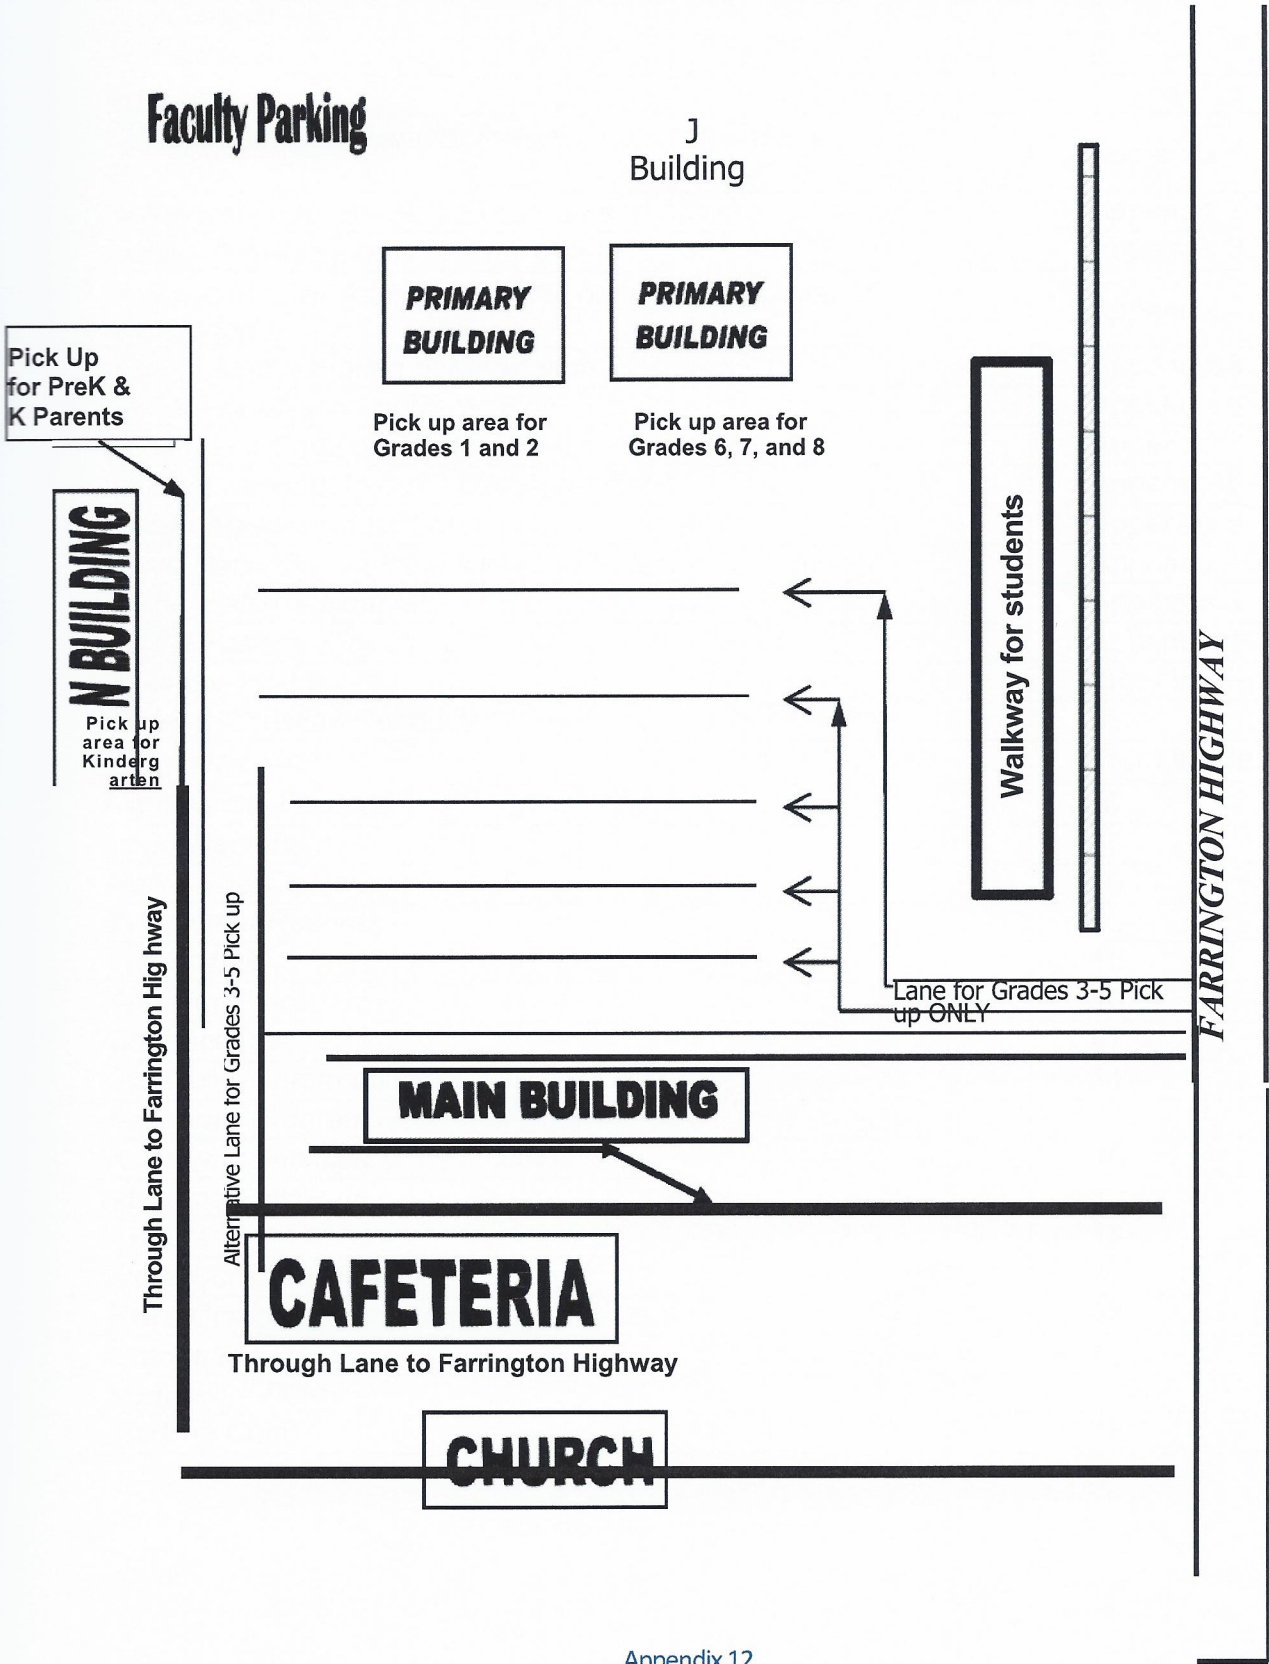 Faculty Parking
J
Building
PRIMARY
BUILDING
PRIMARY
BUILDING
Pick Up
for PreK &
K Parents
Pick up area for
Grades 1 and 2
Pick up area for
Grades 6, 7, and 8
N BUILDING
Pick up
area for
Kinderg
arten
Walkway for students
FARRINGTON HIGHWAY
Through Lane to Farrington Hig hway
Alternative Lane for Grades 3-5 Pick up
Lane for Grades 3-5 Pick
up ONLY
MAIN BUILDING
CAFETERIA
Through Lane to Farrington Highway
CHURCH
Appendix 12